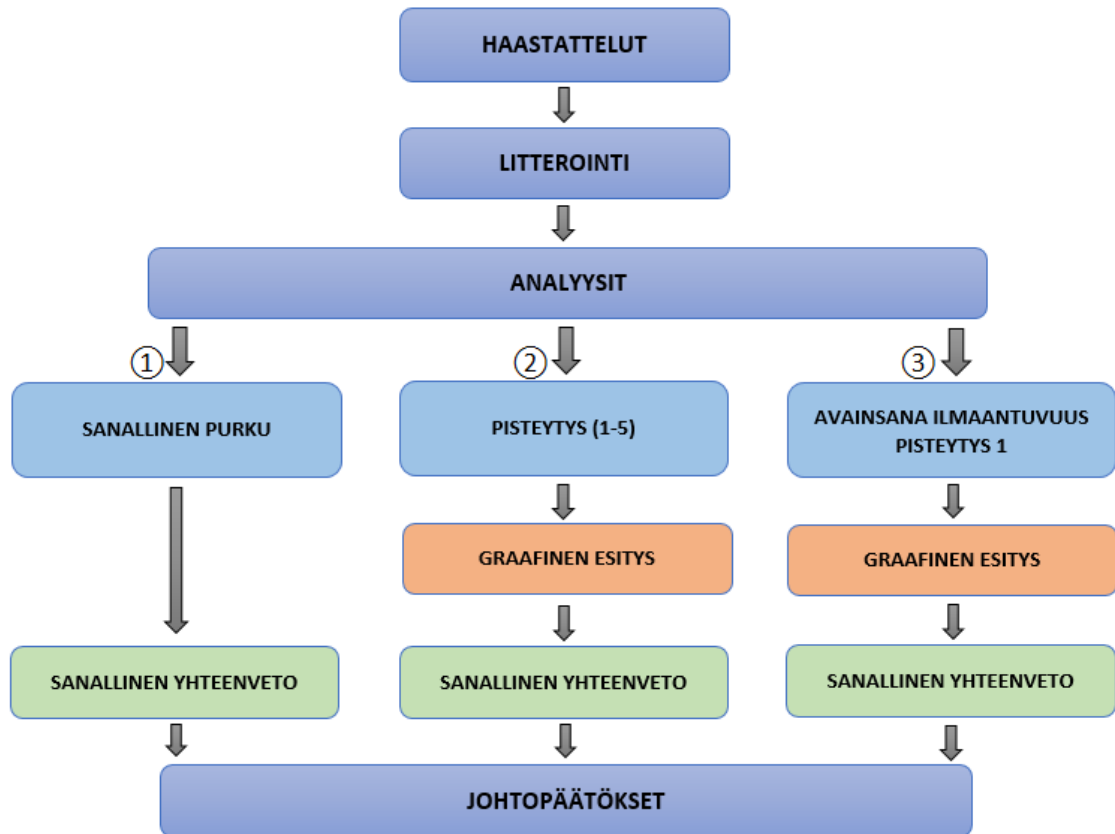 HAASTATTELUT
LITTEROINTI
ANALYYSIT
①
②
③
SANALLINEN PURKU
PISTEYTYS (1-5)
AVAINSANA ILMAANTUVUUS
PISTEYTYS 1
GRAAFINEN ESITYS
GRAAFINEN ESITYS
SANALLINEN YHTEENVETO
SANALLINEN YHTEENVETO
SANALLINEN YHTEENVETO
JOHTOPÄÄTÖKSET